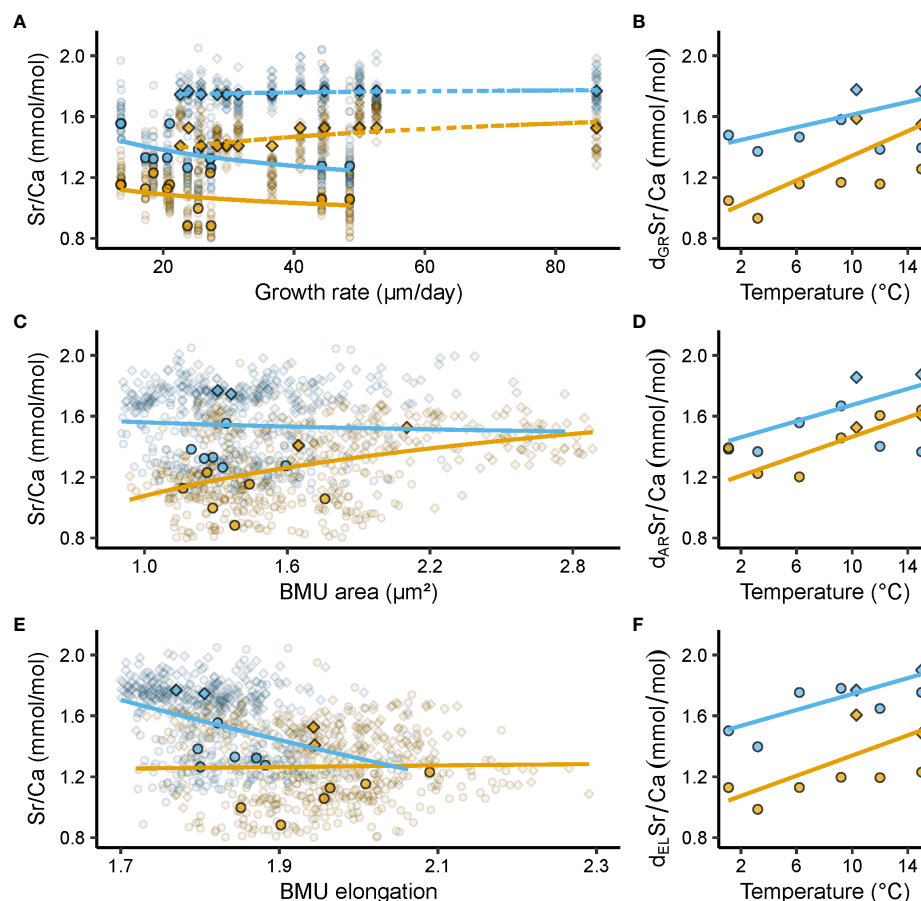 A
Sr/Ca (mmol/mol)
2.0
1.6
1.2
0.8
20
40
60
80
Growth rate (µm/day)
B
dGRSr/Ca (mmol/mol)
2.0
1.6
1.2
0.8
2
6
10
14
Temperature (°C)
C
Sr/Ca (mmol/mol)
2.0
1.6
1.2
0.8
1.0
1.6
2.2
2.8
BMU area (µm²)
D
dARSr/Ca (mmol/mol)
2.0
1.6
1.2
0.8
2
6
10
14
Temperature (°C)
E
Sr/Ca (mmol/mol)
2.0
1.6
1.2
0.8
1.7
1.9
2.1
2.3
BMU elongation
F
dELSr/Ca (mmol/mol)
2.0
1.6
1.2
0.8
2
6
10
14
Temperature (°C)